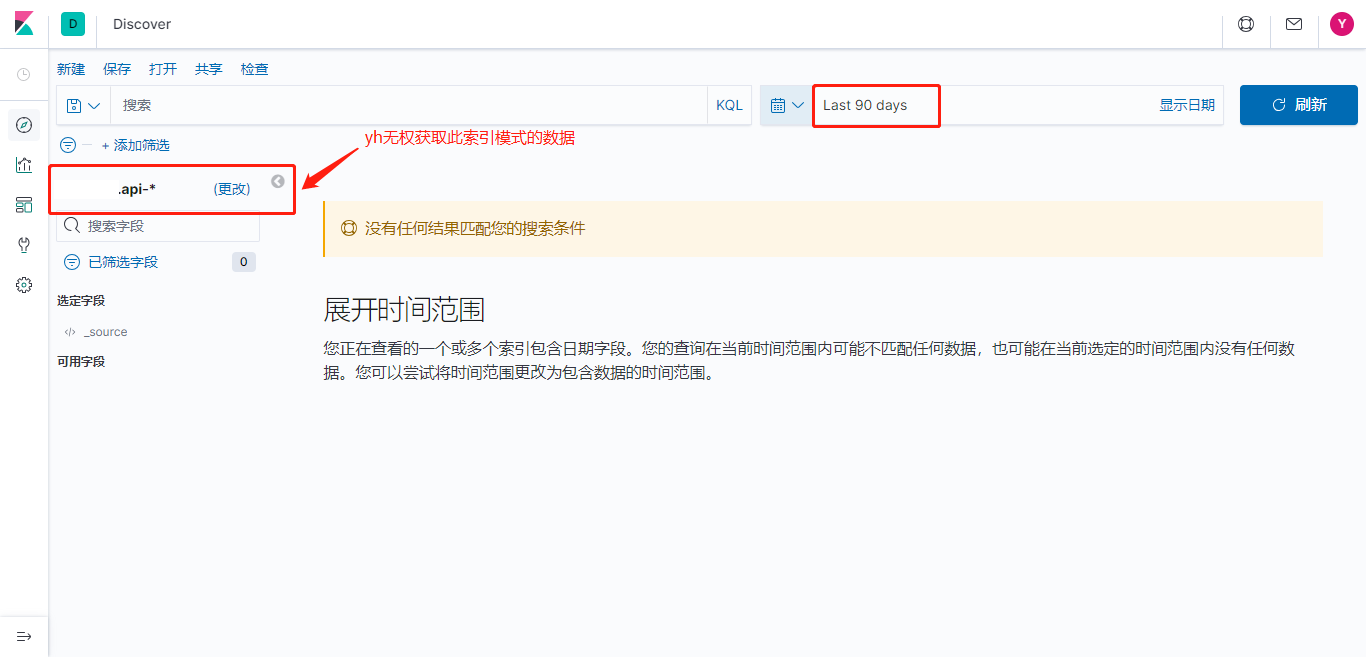 D Discover Y
新建 保存 打开 共享 检查
搜索 KQL Last 90 days 显示日期 刷新
+ 添加筛选
yh无权获取此索引模式的数据
.api-* (更改)
搜索字段
没有任何结果匹配您的搜索条件
已筛选字段 0
选定字段
展开时间范围
</> _source
您正在查看的一个或多个索引包含日期字段。您的查询在当前时间范围内可能不匹配任何数据，也可能在当前选定的时间范围内没有任何数
可用字段
据。您可以尝试将时间范围更改为包含数据的时间范围。